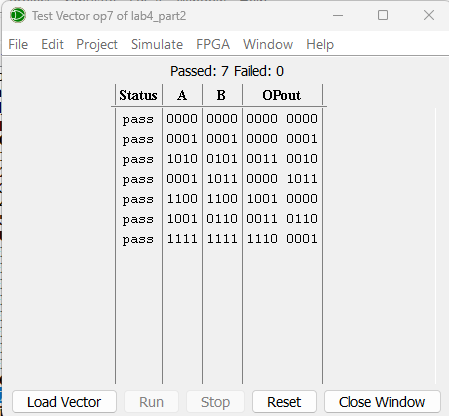 Test Vector op7 of lab4_part2
File Edit Project Simulate FPGA Window Help
Passed: 7 Failed: 0
Status A B OPout
pass 0000 0000 0000 0000
pass 0001 0001 0000 0001
pass 1010 0101 0011 0010
pass 0001 1011 0000 1011
pass 1100 1100 1001 0000
pass 1001 0110 0011 0110
pass 1111 1111 1110 0001
Load Vector Run Stop Reset Close Window